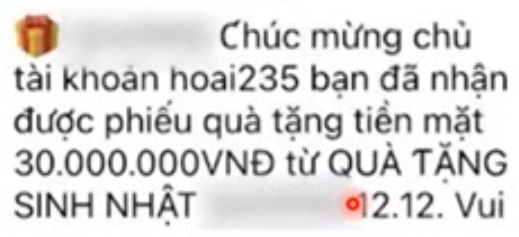 Chúc mừng chủ
tài khoản hoai235 bạn đã nhận
được phiếu quà tặng tiền mặt
30.000.000VNĐ từ QUÀ TẶNG
SINH NHẬT 12.12. Vui